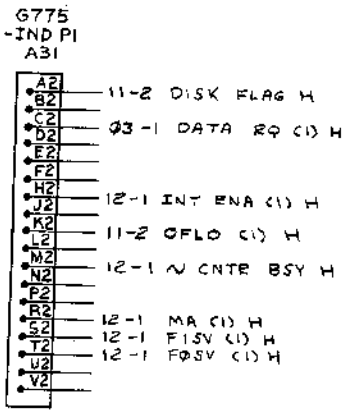 G775
-IND PI
A31
A2
B2
11-2 DISK FLAG H
C2
D2
Ø3-1 DATA RQ (1) H
E2
F2
H2
J2
12-1 INT ENA (1) H
K2
L2
11-2 OFLO (1) H
M2
N2
12-1 N CNTR BSY H
P2
R2
S2
12-1 MA (1) H
T2
12-1 F1SV (1) H
U2
12-1 FØSV (1) H
V2